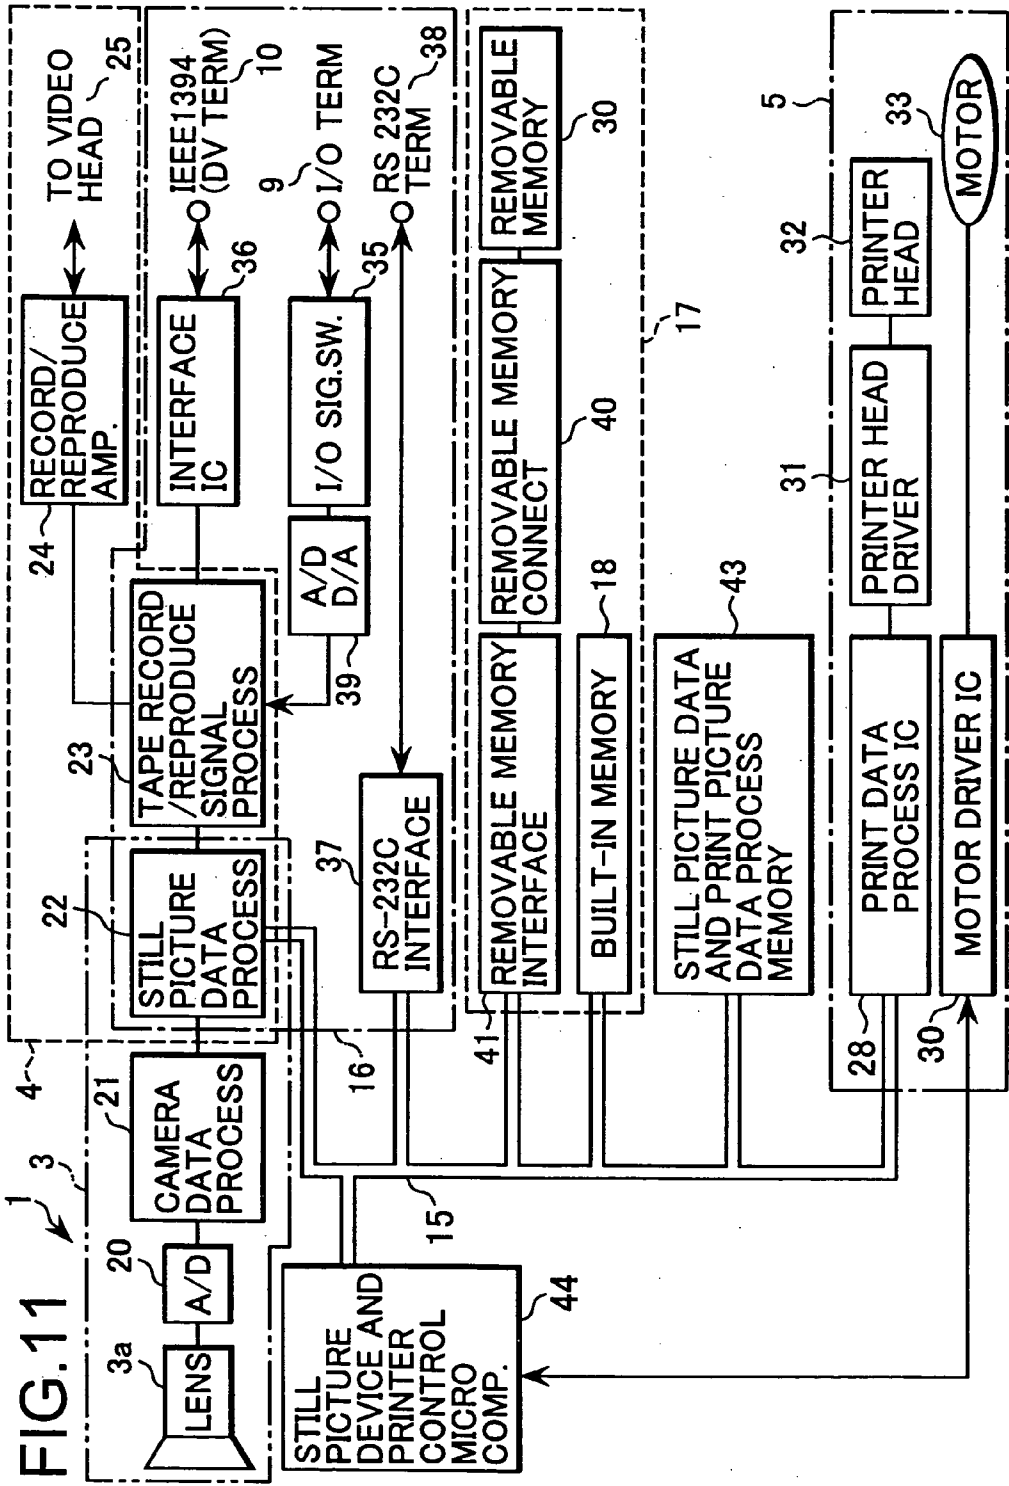 FIG.11
1
3
4
3a
LENS
20
A/D
21
CAMERA
DATA
PROCESS
22
STILL
PICTURE
DATA
PROCESS
23
TAPE RECORD
/REPRODUCE
SIGNAL
PROCESS
24
RECORD/
REPRODUCE
AMP.
TO VIDEO
HEAD
25
INTERFACE
IC
36
IEEE1394
(DV TERM)
10
A/D
D/A
39
I/O SIG.SW.
35
9
I/O TERM
RS 232C
TERM
38
16
37
RS-232C
INTERFACE
41
REMOVABLE MEMORY
INTERFACE
REMOVABLE MEMORY
CONNECT
40
REMOVABLE
MEMORY
30
17
BUILT-IN MEMORY
18
STILL PICTURE DATA
AND PRINT PICTURE
DATA PROCESS
MEMORY
43
15
STILL
PICTURE
DEVICE AND
PRINTER
CONTROL
MICRO
COMP.
44
5
28
PRINT DATA
PROCESS IC
31
PRINTER HEAD
DRIVER
32
PRINTER
HEAD
30
MOTOR DRIVER IC
33
MOTOR